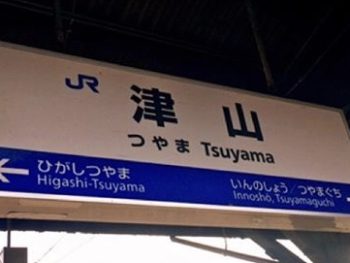 JR
津山
つやま Tsuyama
ひがしつやま
Higashi-Tsuyama
いんのしょう／つやまぐち
Innoshō, Tsuyamaguchi